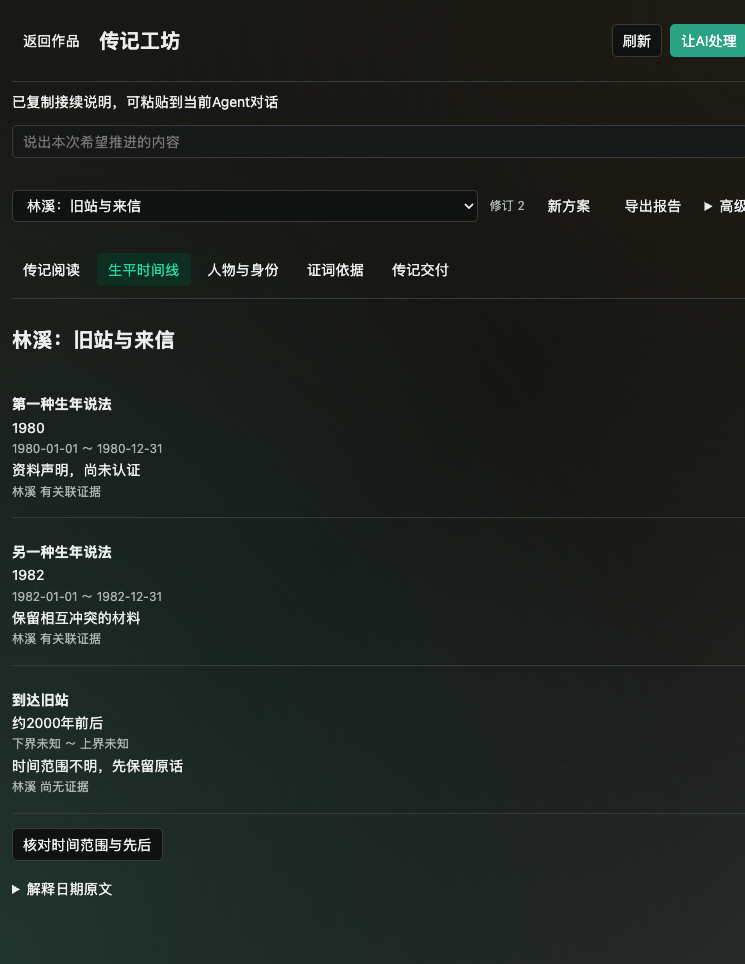 返回作品 传记工坊 刷新 让AI处理
已复制接续说明，可粘贴到当前Agent对话
说出本次希望推进的内容
林溪：旧站与来信 修订 2 新方案 导出报告 ▶ 高级
传记阅读 生平时间线 人物与身份 证词依据 传记交付
林溪：旧站与来信
第一种生年说法
1980
1980-01-01 ～ 1980-12-31
资料声明，尚未认证
林溪 有关联证据
另一种生年说法
1982
1982-01-01 ～ 1982-12-31
保留相互冲突的材料
林溪 有关联证据
到达旧站
约2000年前后
下界未知 ～ 上界未知
时间范围不明，先保留原话
林溪 尚无证据
核对时间范围与先后
▶ 解释日期原文